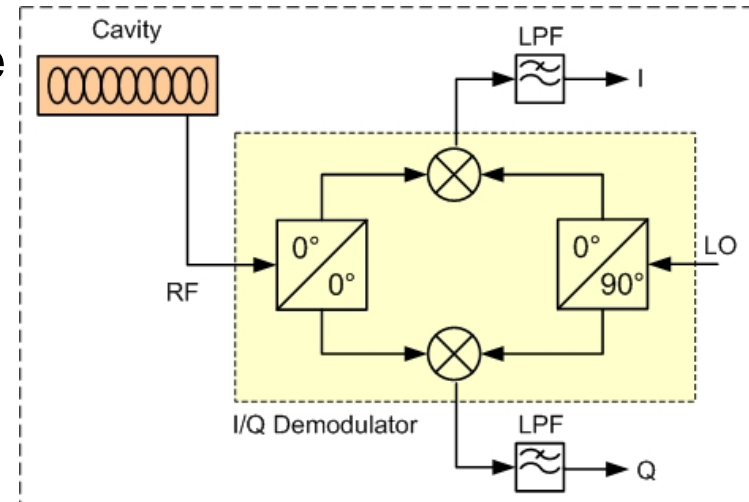 Cavity
LPF
e
I
0°
0°
0°
90°
LO
RF
I/Q Demodulator
LPF
Q